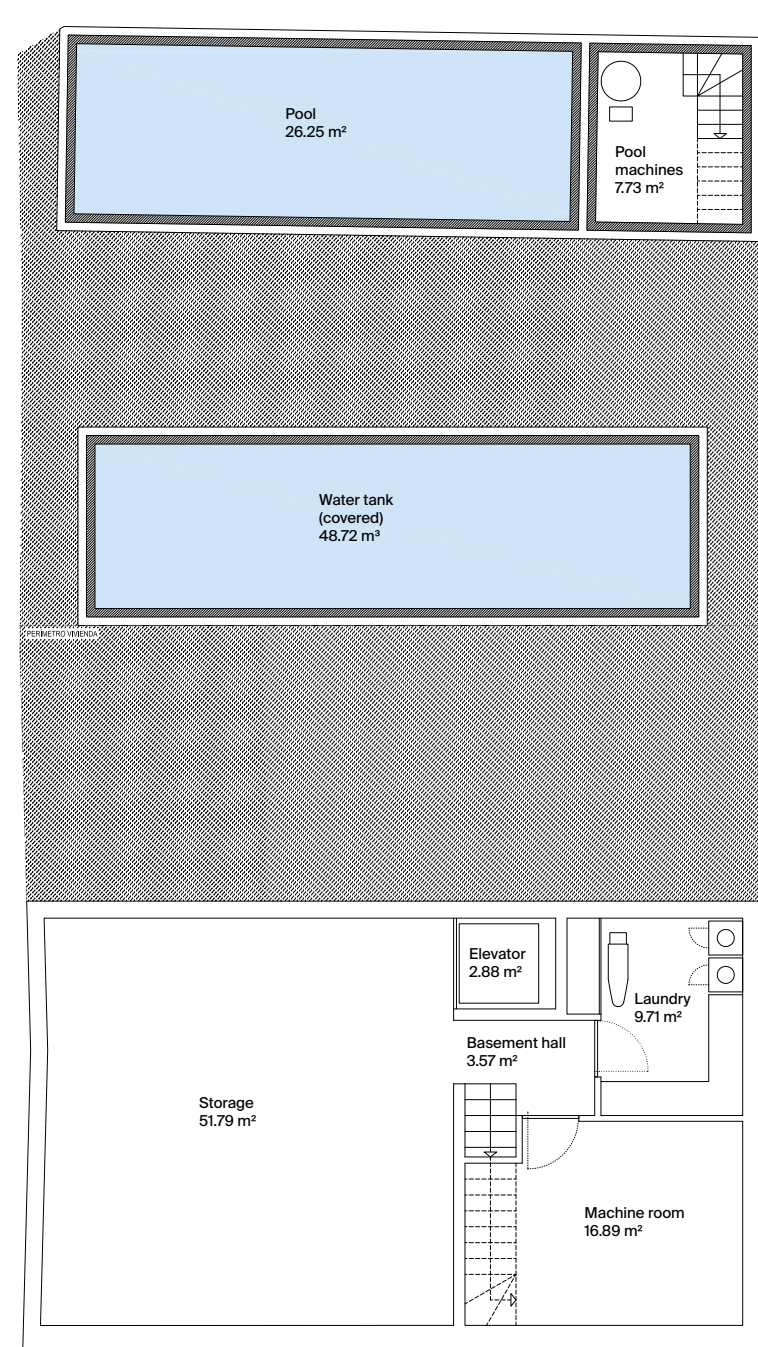 Pool
26.25 m²
Pool
machines
7.73 m²
Water tank
(covered)
48.72 m³
PERIMETRO VIVIENDA
Elevator
2.88 m²
Laundry
9.71 m²
Basement hall
3.57 m²
Storage
51.79 m²
Machine room
16.89 m²